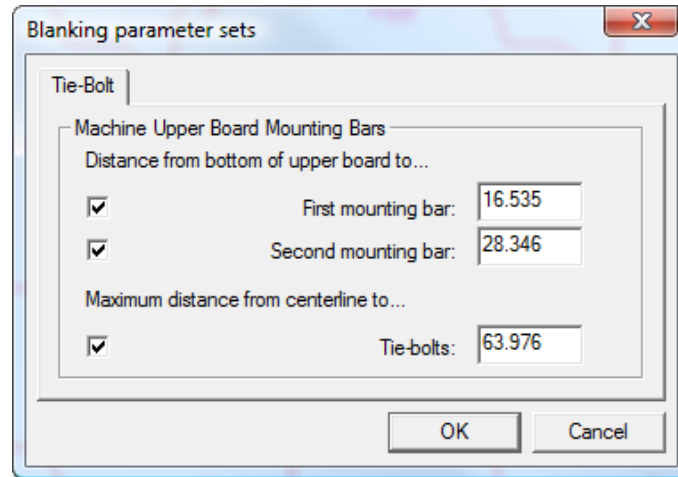 Blanking parameter sets
Tie-Bolt
Machine Upper Board Mounting Bars
Distance from bottom of upper board to...
First mounting bar: 16.535
Second mounting bar: 28.346
Maximum distance from centerline to...
Tie-bolts: 63.976
OK Cancel